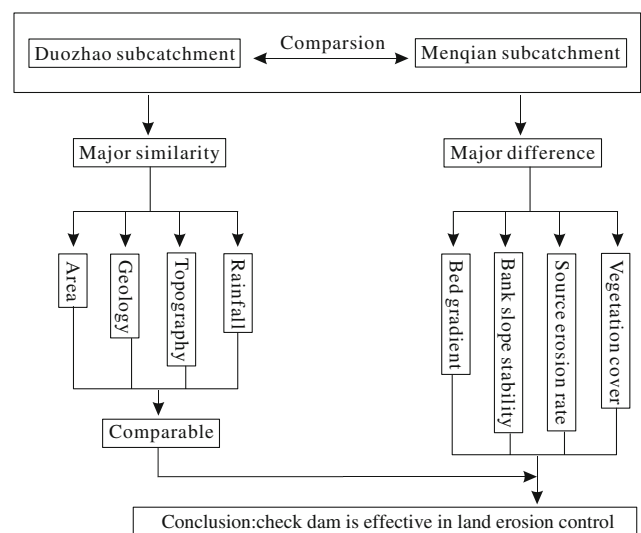 Comparsion
Duozhao subcatchment
Menqian subcatchment
Major similarity
Major difference
Area
Geology
Topography
Rainfall
Bed gradient
Bank slope stability
Source erosion rate
Vegetation cover
Comparable
Conclusion:check dam is effective in land erosion control